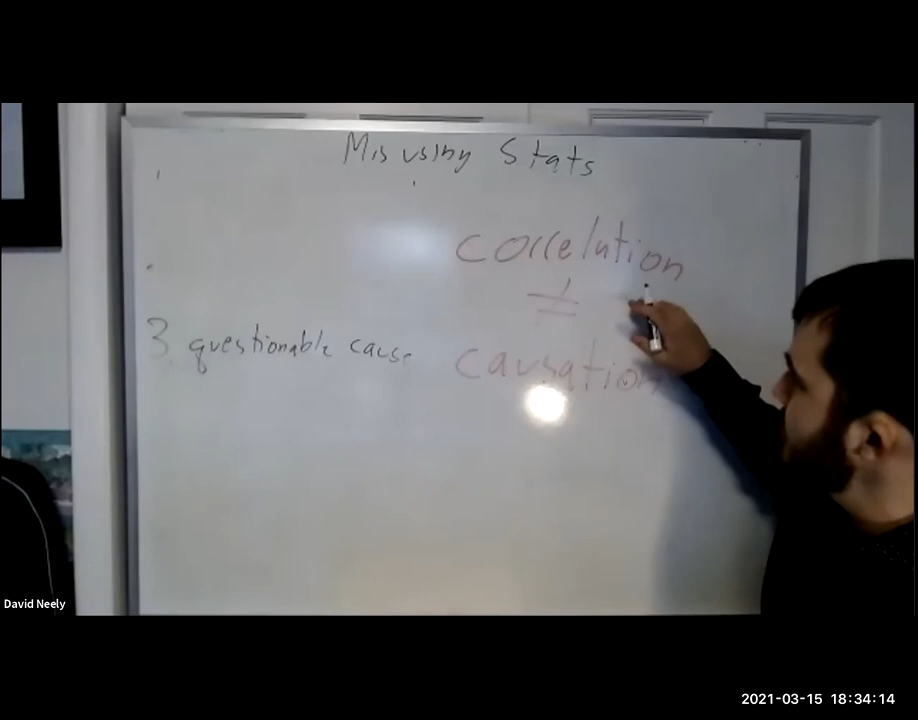 Misusing Stats
correlation
≠
3 questionable cause
causation
David Neely
2021-03-15 18:34:14